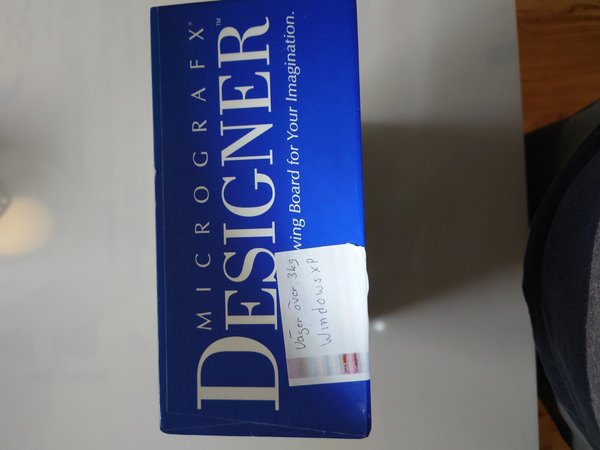 MICROGRAFX®
DESIGNER™
wing Board for Your Imagination.
Väger över 3kg
Windows XP